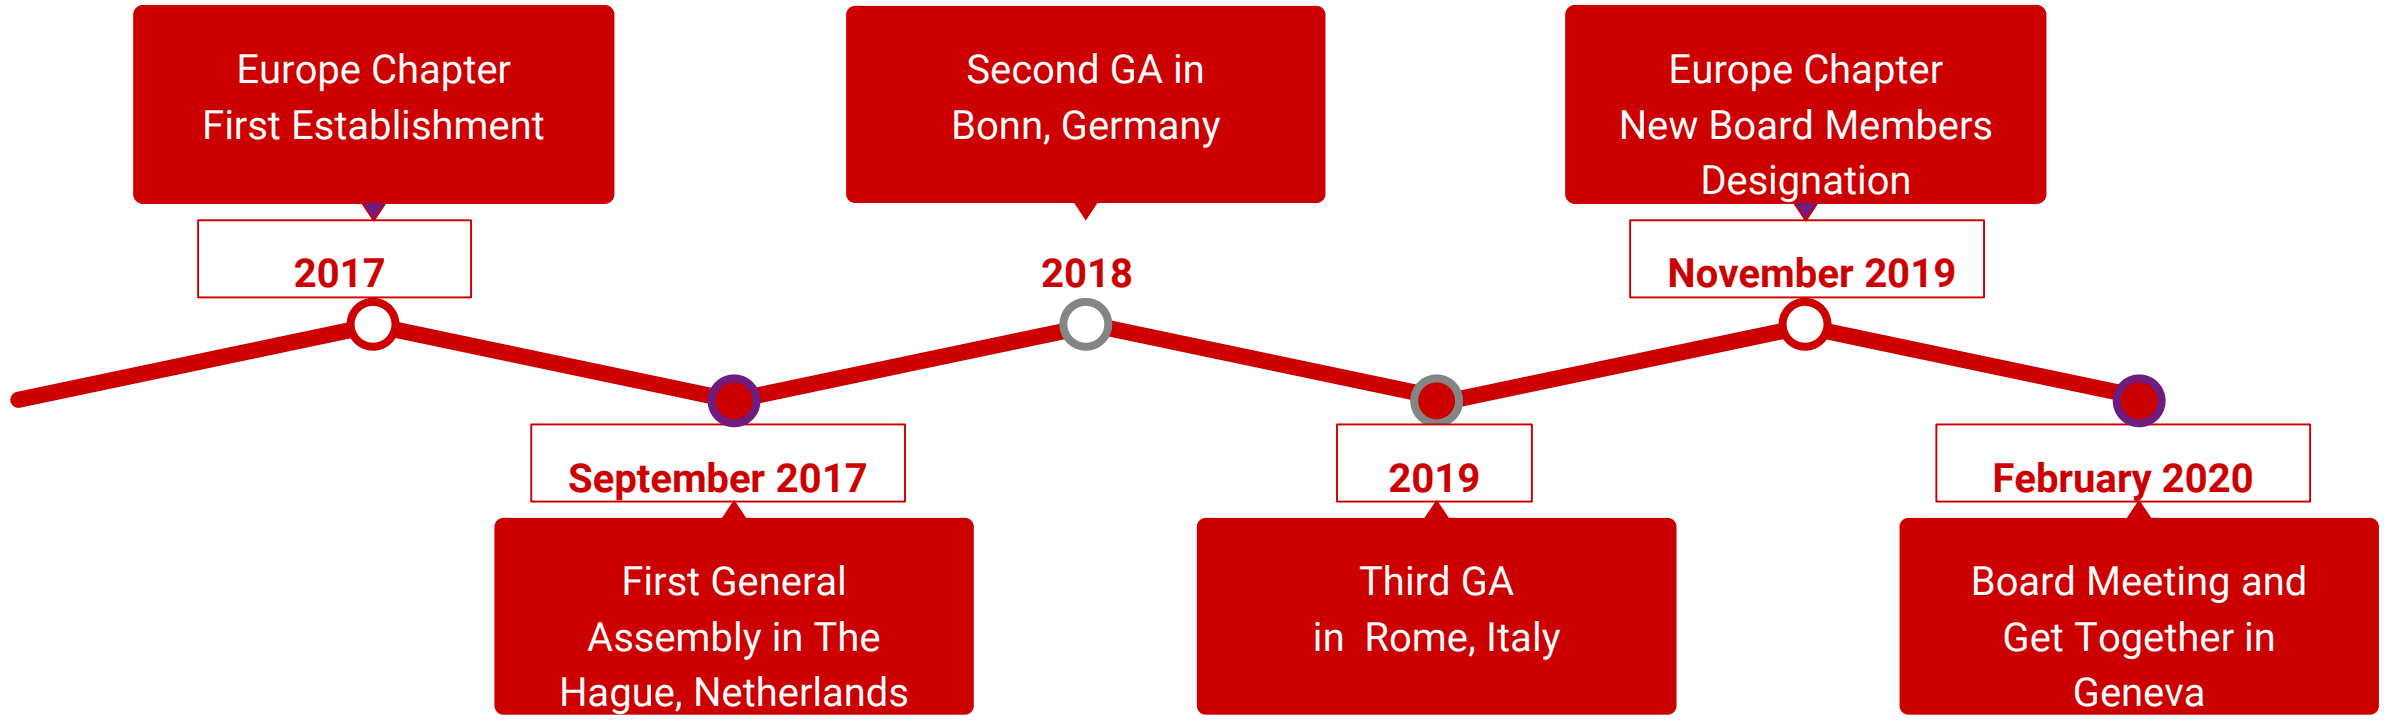 Europe Chapter
First Establishment
2017
September 2017
First General
Assembly in The
Hague, Netherlands
Second GA in
Bonn, Germany
2018
2019
Third GA
in  Rome, Italy
Europe Chapter
New Board Members
Designation
November 2019
February 2020
Board Meeting and
Get Together in
Geneva